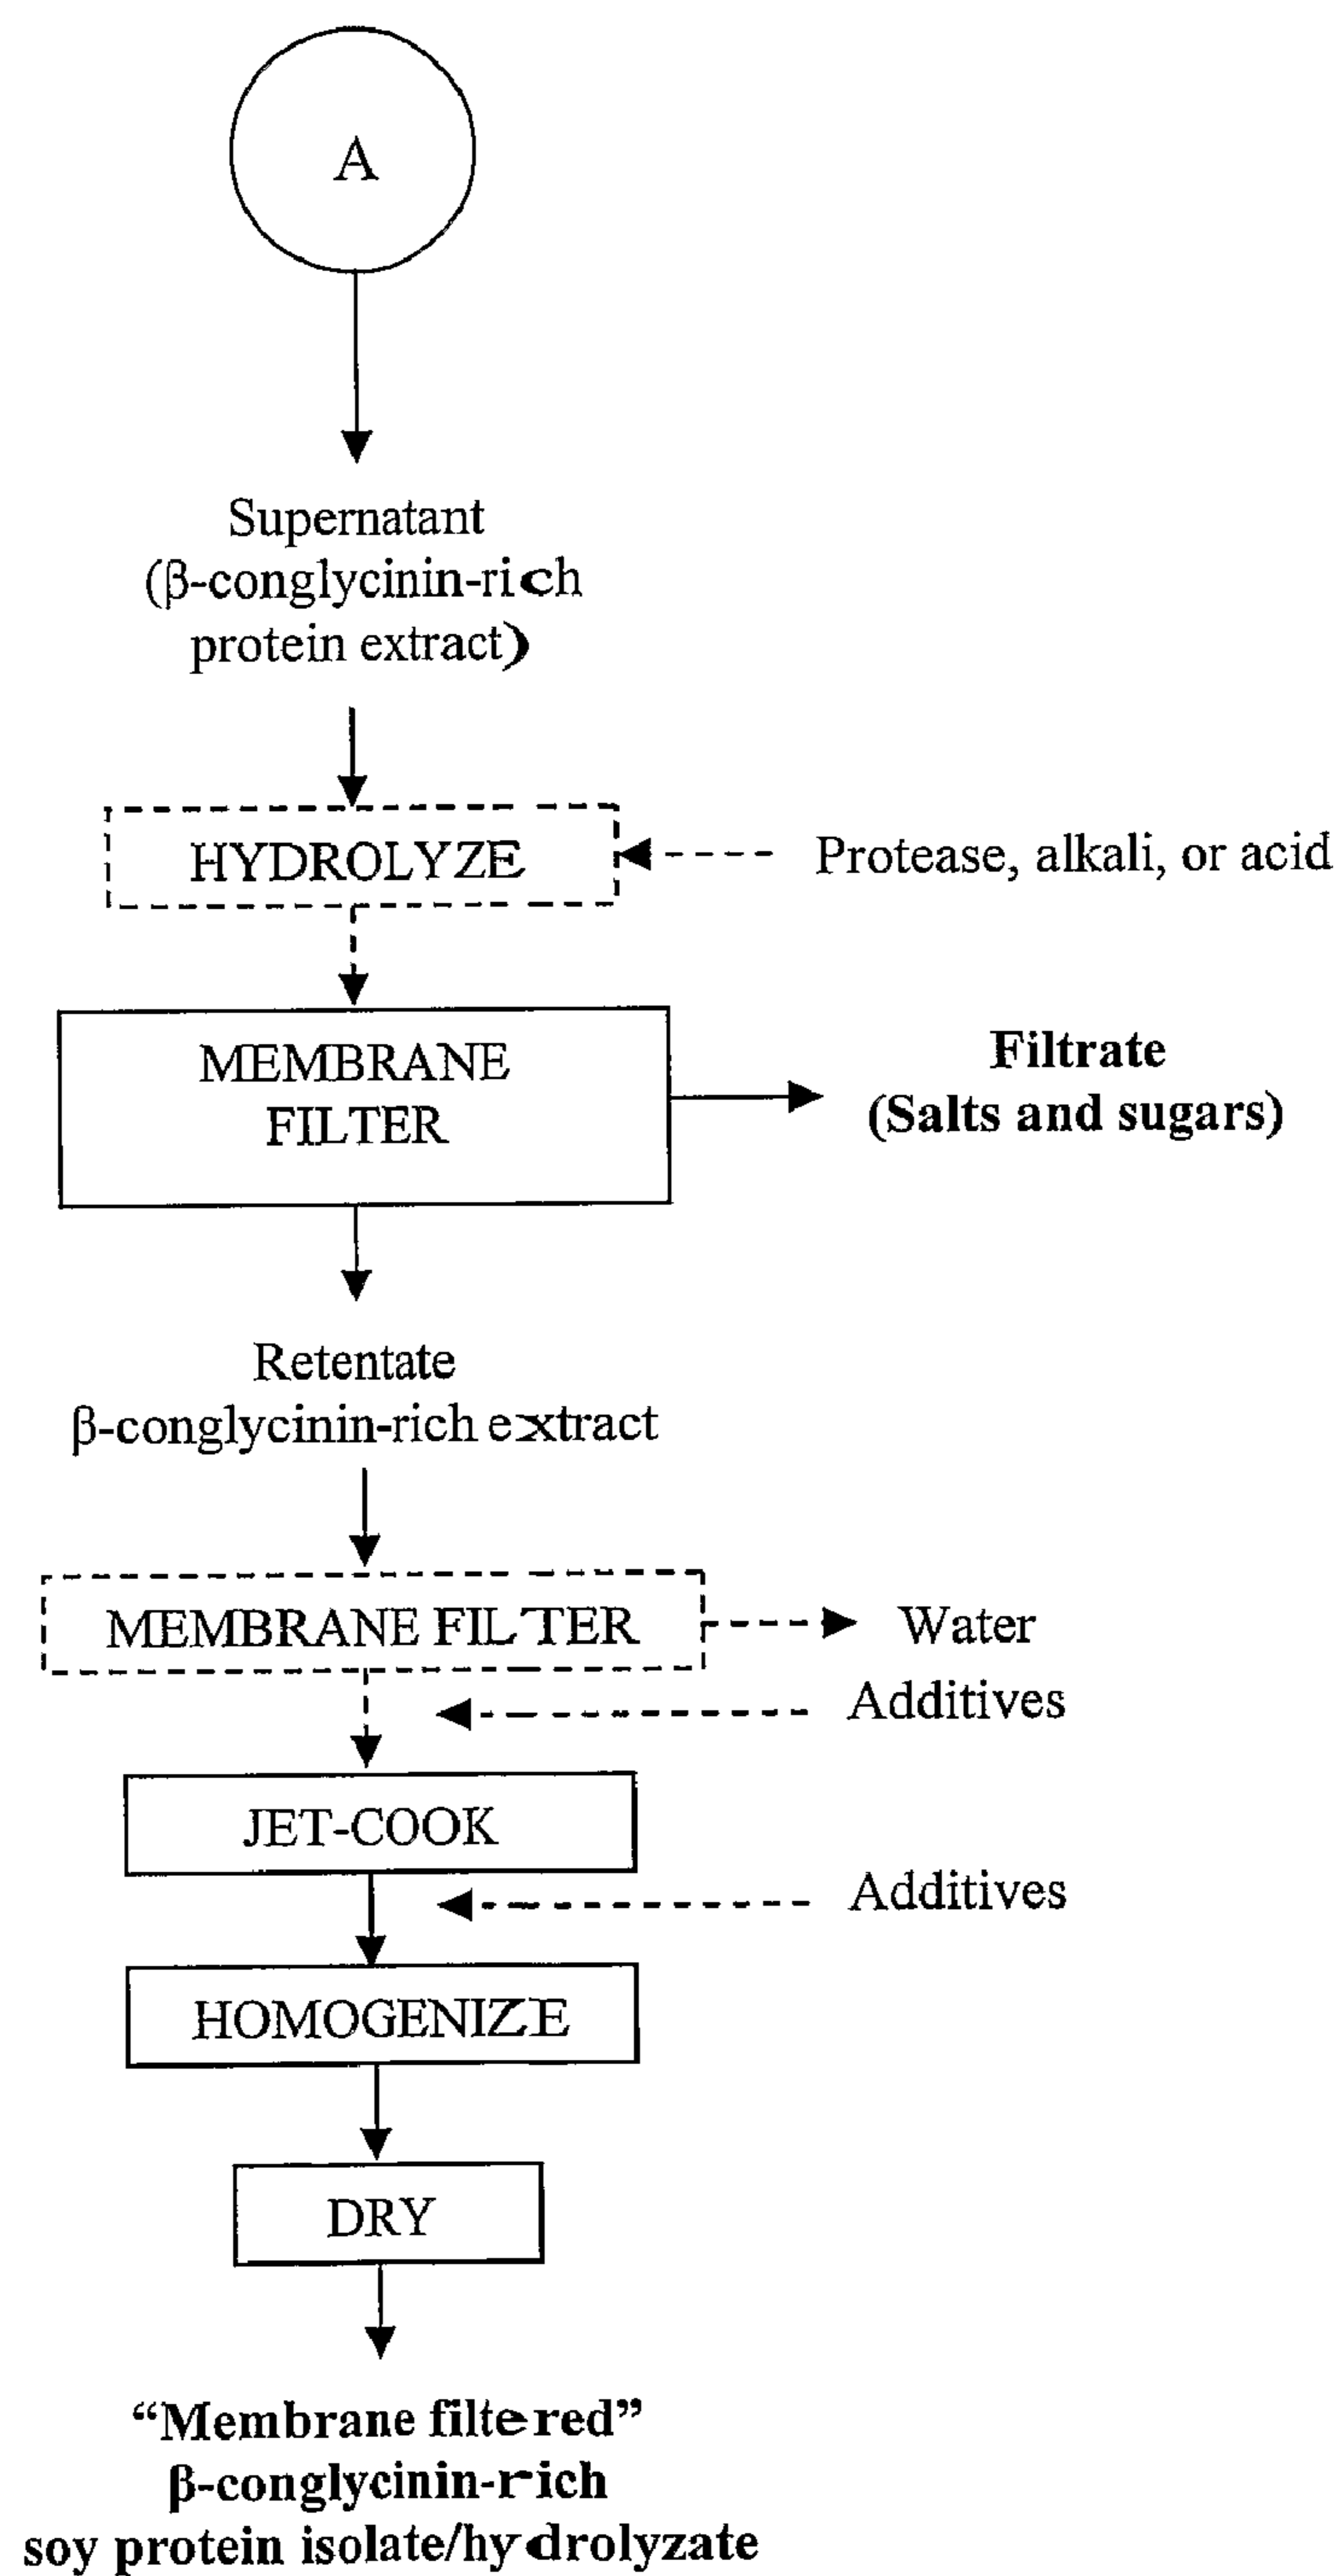 A
Supernatant
(β-conglycinin-rich
protein extract)
HYDROLYZE
Protease, alkali, or acid
MEMBRANE
FILTER
Filtrate
(Salts and sugars)
Retentate
β-conglycinin-rich extract
MEMBRANE FILTER
Water
Additives
JET-COOK
Additives
HOMOGENIZE
DRY
“Membrane filtered”
β-conglycinin-rich
soy protein isolate/hydrolyzate